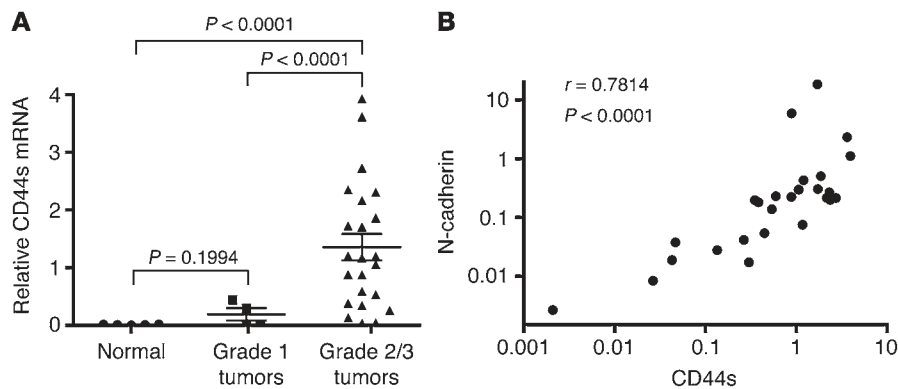 A
P < 0.0001
P < 0.0001
P = 0.1994
Relative CD44s mRNA
4
3
2
1
0
Normal
Grade 1
tumors
Grade 2/3
tumors
B
r = 0.7814
P < 0.0001
N-cadherin
10
1
0.1
0.01
0.001
0.01
0.1
1
10
CD44s